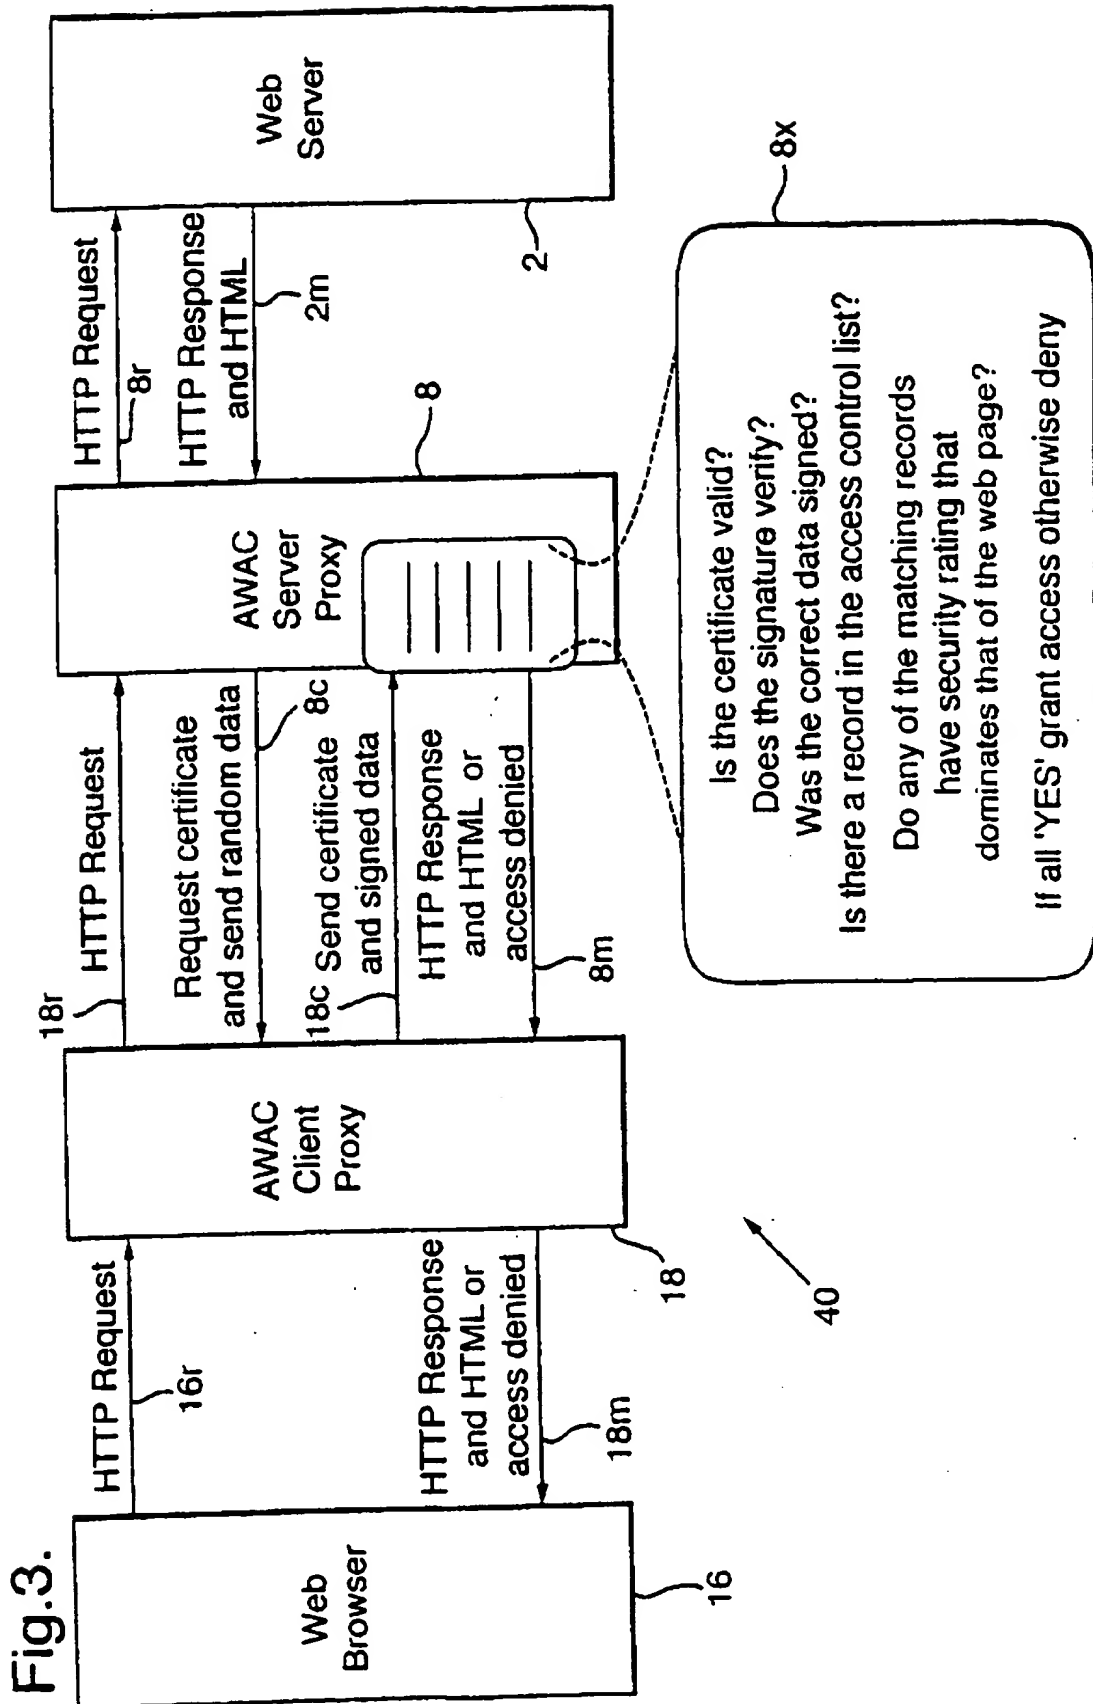 Fig.3.
Web
Browser
16
HTTP Request
16r
HTTP Response
and HTML or
access denied
18m
AWAC
Client
Proxy
18
40
18r
HTTP Request
Request certificate
and send random data
8c
18c Send certificate
and signed data
HTTP Response
and HTML or
access denied
8m
AWAC
Server
Proxy
8
HTTP Request
8r
HTTP Response
and HTML
2m
Web
Server
2
8x
Is the certificate valid?
Does the signature verify?
Was the correct data signed?
Is there a record in the access control list?
Do any of the matching records
have security rating that
dominates that of the web page?
If all 'YES' grant access otherwise deny